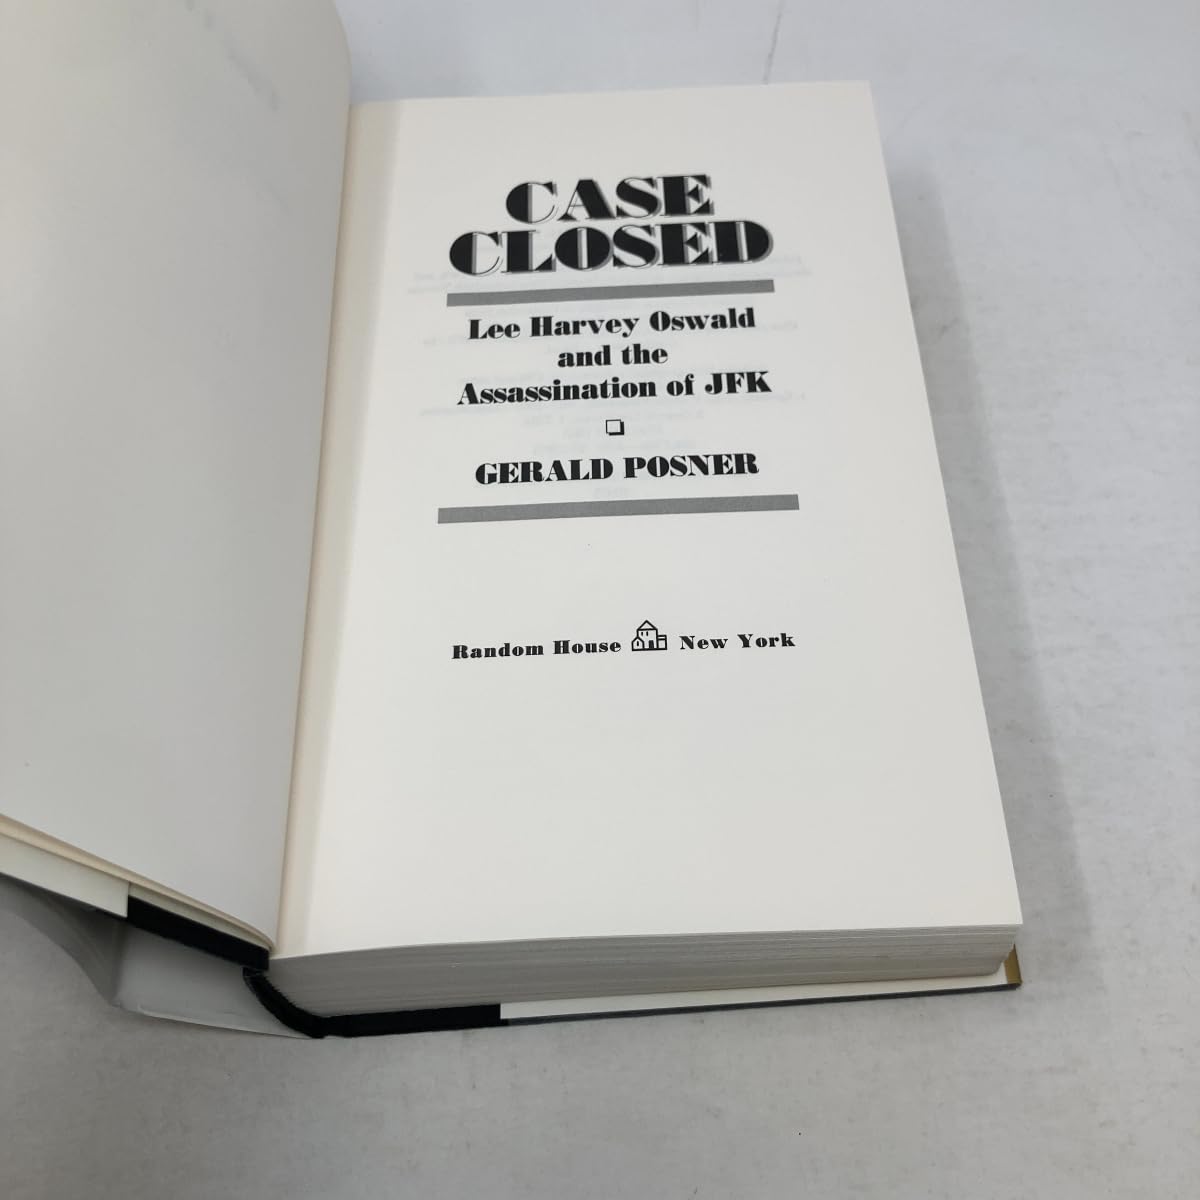 CASE
CLOSED
Lee Harvey Oswald
and the
Assassination of JFK
GERALD POSNER
Random House New York